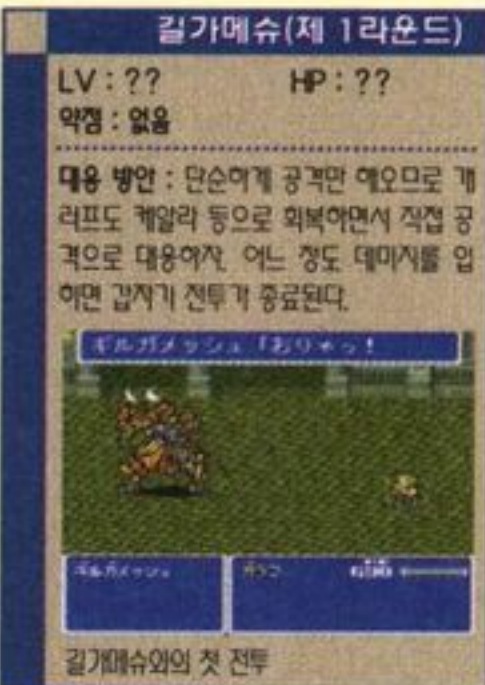 길가메슈(제 1라운드)
LV : ?? HP : ??
약점 : 없음
대응 방안 : 단순하게 공격만 해오므로 개
러프도 케알라 등으로 회복하면서 직접 공
격으로 대응하자. 어느 정도 데미지를 입
히면 갑자기 전투가 종료된다.
ギルガメッシュ「おりゃっ!
ギルガメッシュ ガラフ
길가메슈와의 첫 전투